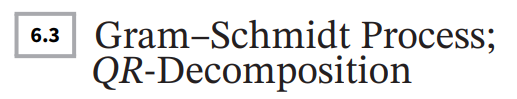 6.3 Gram–Schmidt Process;
QR-Decomposition